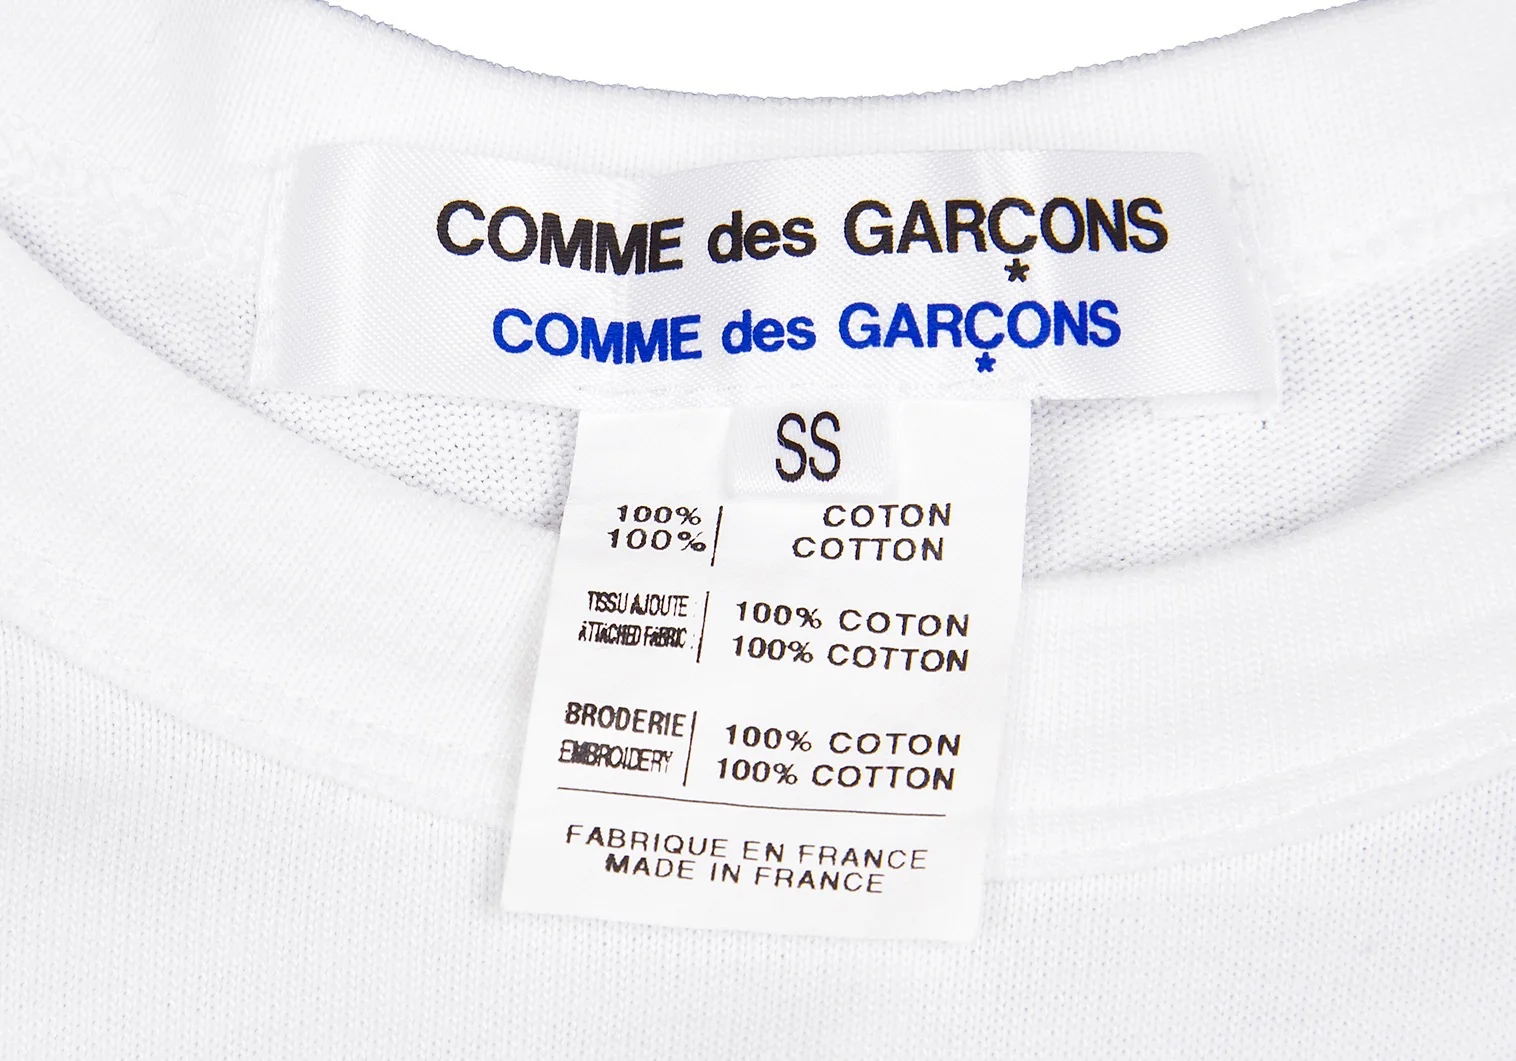 COMME des GARÇONS
*
COMME des GARÇONS
*
SS
100% | COTON
100% | COTTON
TISSU AJOUTE : | 100% COTON
ATTACHED FABRIC : | 100% COTTON
BRODERIE | 100% COTON
EMBROIDERY | 100% COTTON
FABRIQUE EN FRANCE
MADE IN FRANCE